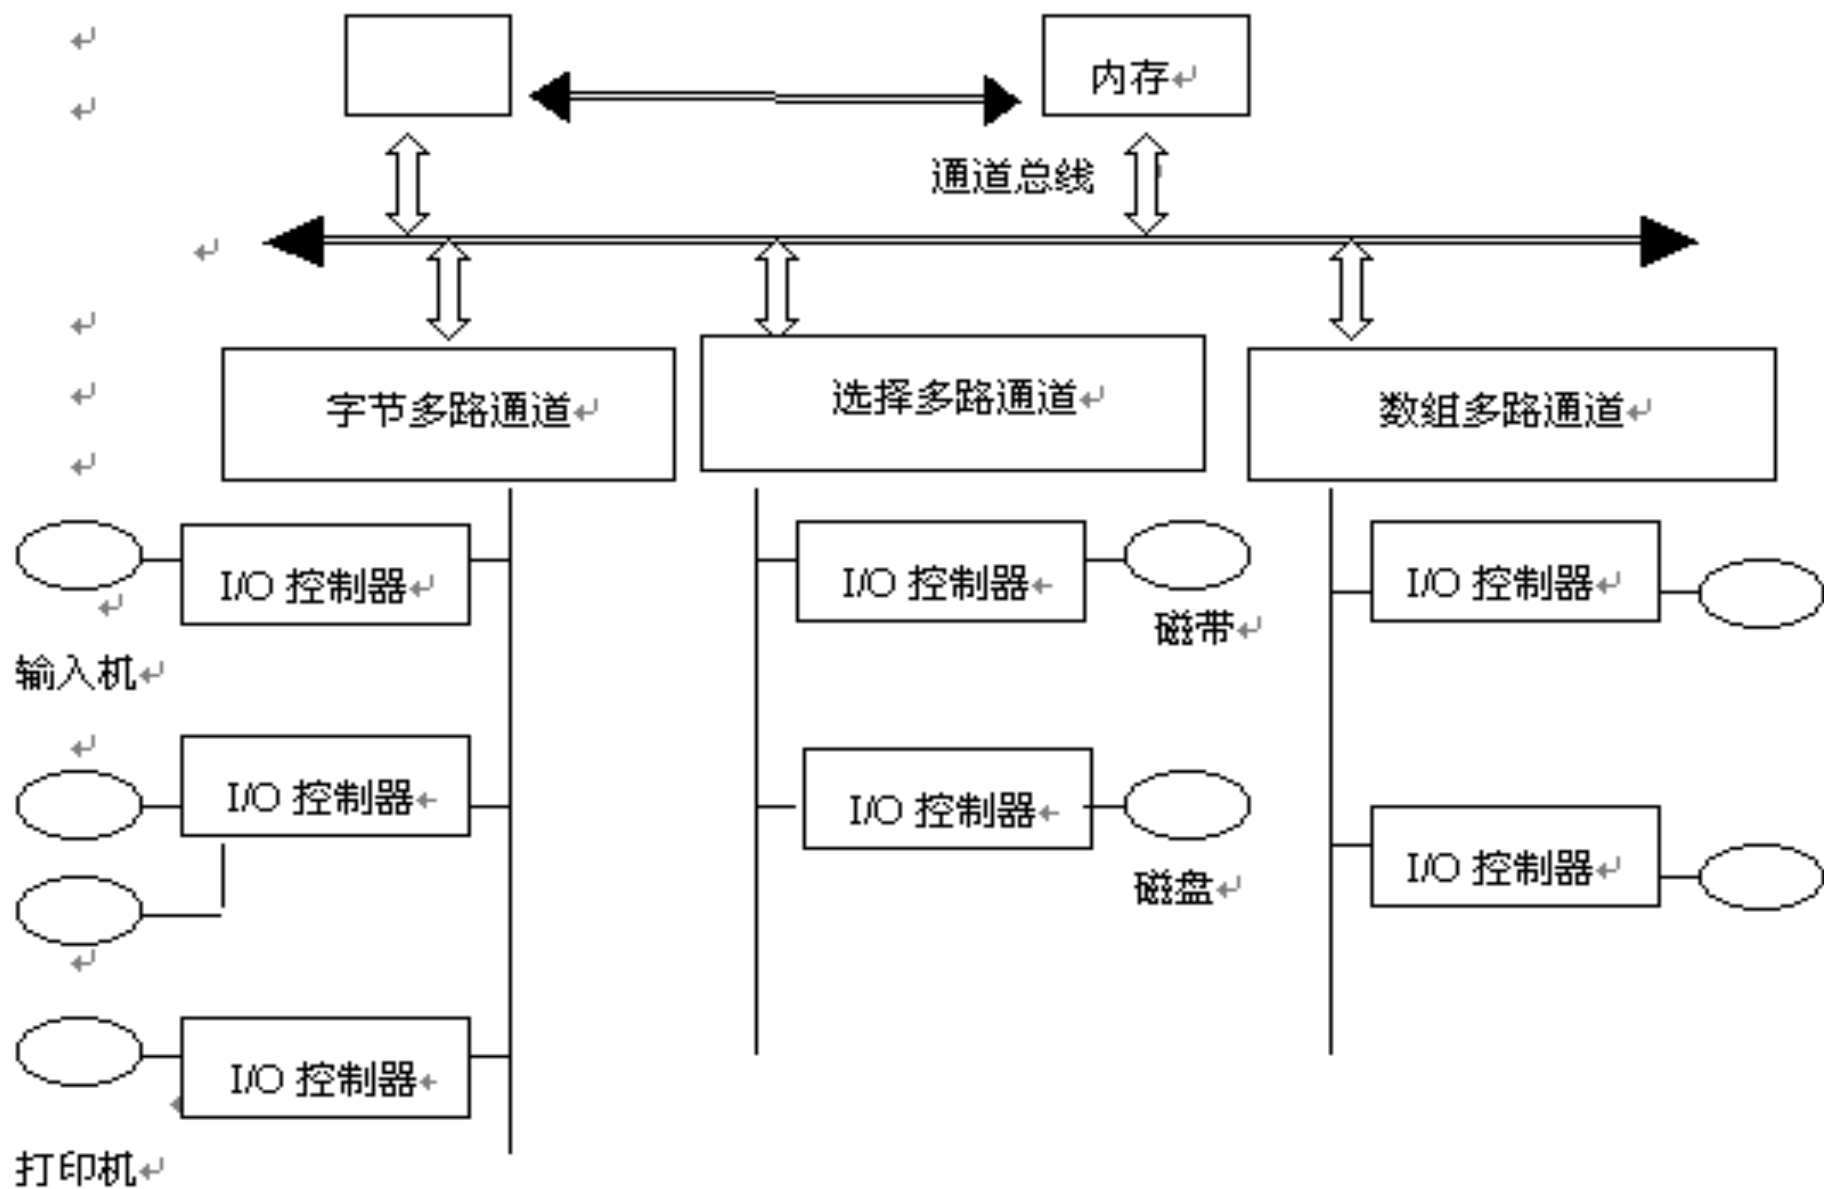 内存
通道总线
字节多路通道
选择多路通道
数组多路通道
I/O 控制器
I/O 控制器
I/O 控制器
磁带
输入机
I/O 控制器
I/O 控制器
磁盘
I/O 控制器
I/O 控制器
打印机